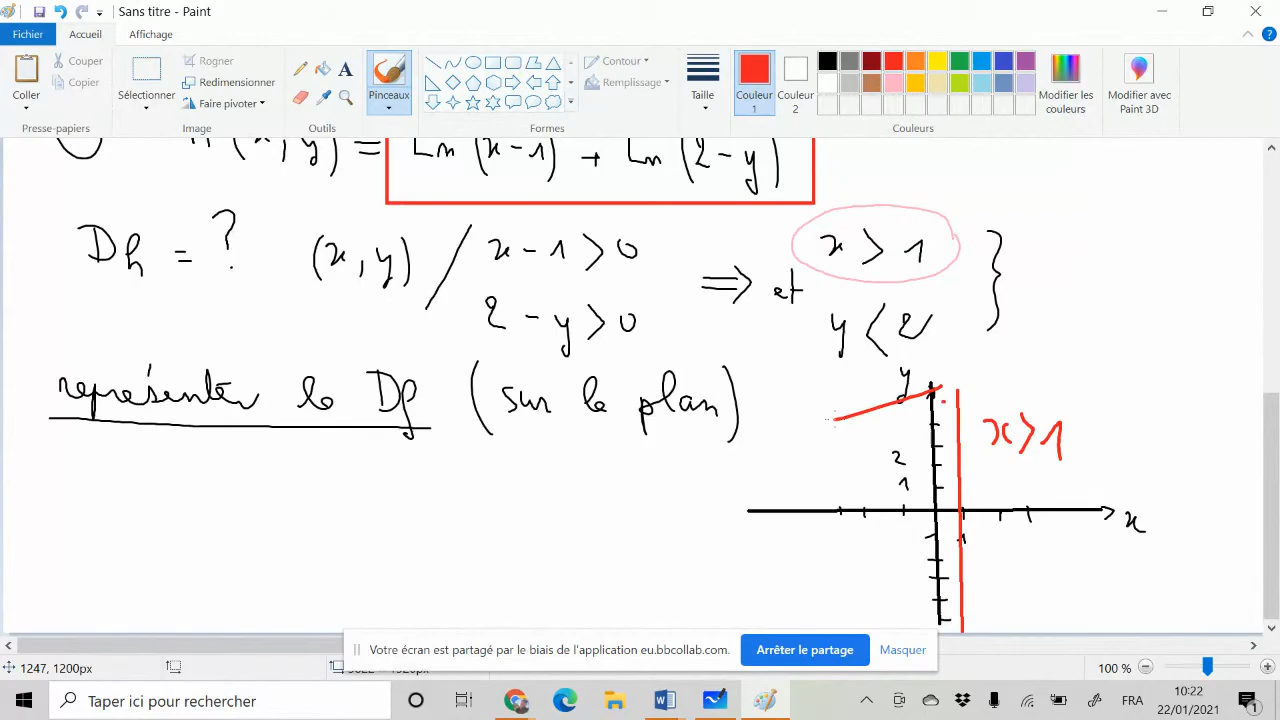 Sans titre - Paint
Fichier Accueil Affichage
Coller Couper Copier
Sélectionner Rogner Redimensionner Faire pivoter
Pinceaux
Contour Remplissage
Taille
Couleur 1 Couleur 2
Modifier les couleurs
Modifier avec Paint 3D
Presse-papiers Image Outils Formes Couleurs
h(x,y) = Ln (x-1) + Ln (2-y)
Dh = ? (x,y) / x-1>0 ⟹ et x>1 }
2-y>0 y<2
représenter le Df (sur le plan)
y
x>1
2
1
x
1
Votre écran est partagé par le biais de l'application eu.bbcollab.com. Arrêter le partage Masquer
1247, 1200px 100 %
Taper ici pour rechercher
FRA 10:22
22/01/2021 1